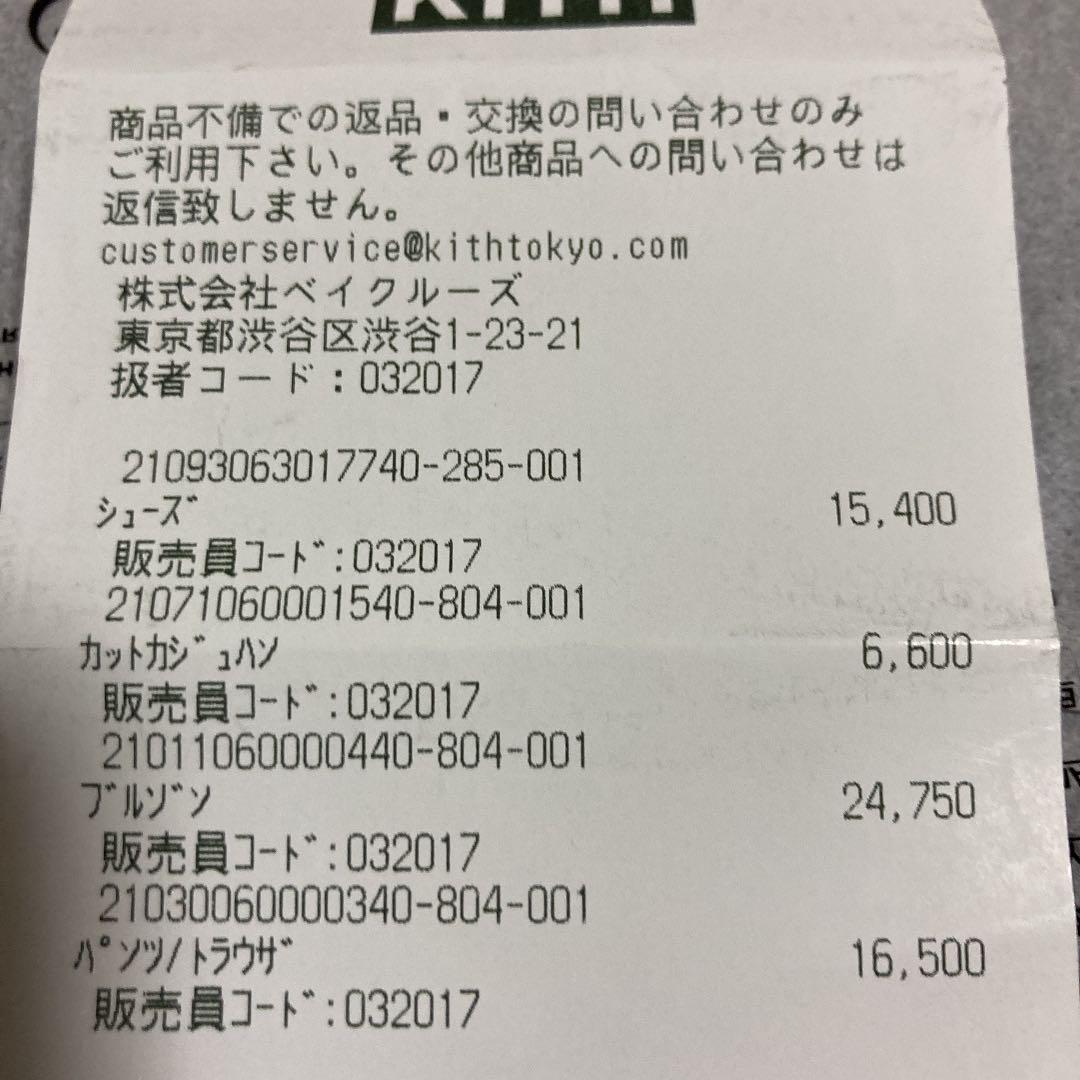 KITH
商品不備での返品・交換の問い合わせのみ
ご利用下さい。その他商品への問い合わせは
返信致しません。
customerservice@kithtokyo.com
株式会社ベイクルーズ
東京都渋谷区渋谷1-23-21
扱者コード:032017
21093063017740-285-001
ｼｭｰｽﾞ 15,400
販売員ｺｰﾄﾞ:032017
21071060001540-804-001
ｶｯﾄｶｼﾞｭﾊﾝ 6,600
販売員ｺｰﾄﾞ:032017
21011060000440-804-001
ﾌﾞﾙｿﾞﾝ 24,750
販売員ｺｰﾄﾞ:032017
21030060000340-804-001
ﾊﾟﾝﾂ/ﾄﾗｳｻﾞ 16,500
販売員ｺｰﾄﾞ:032017